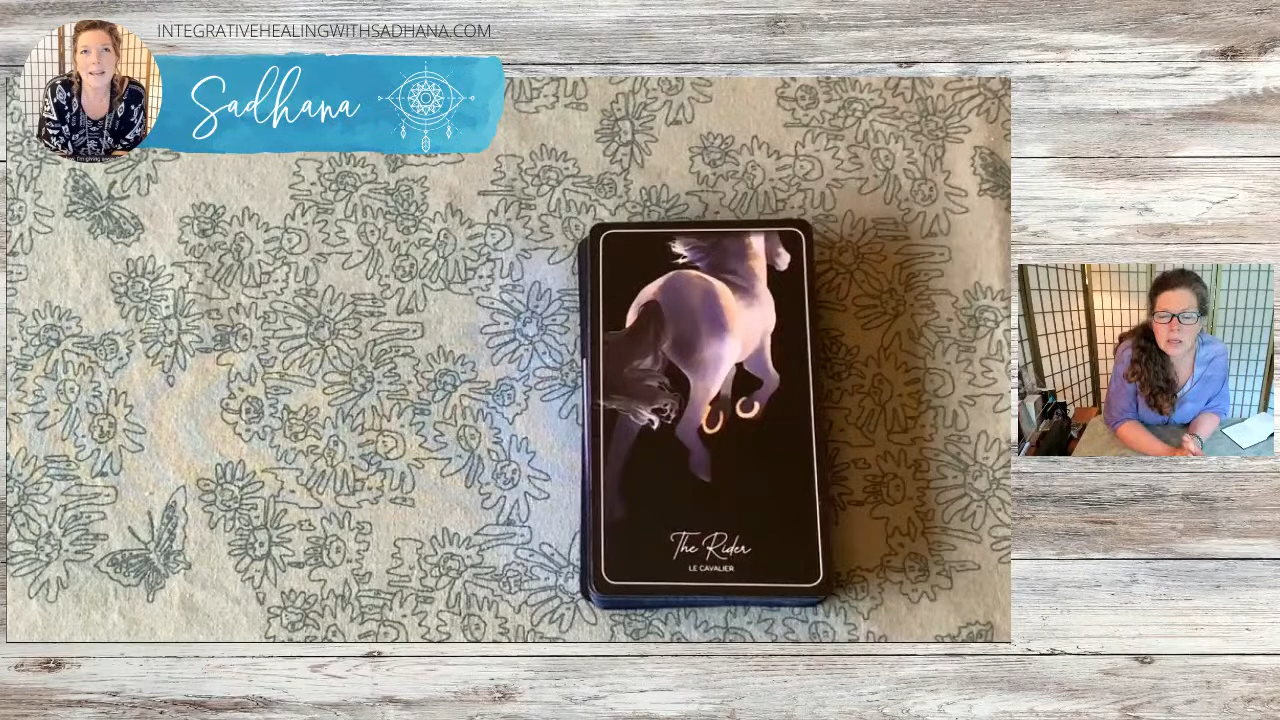 INTEGRATIVEHEALINGWITHSADHANA.COM
Sadhana
The Rider
LE CAVALIER